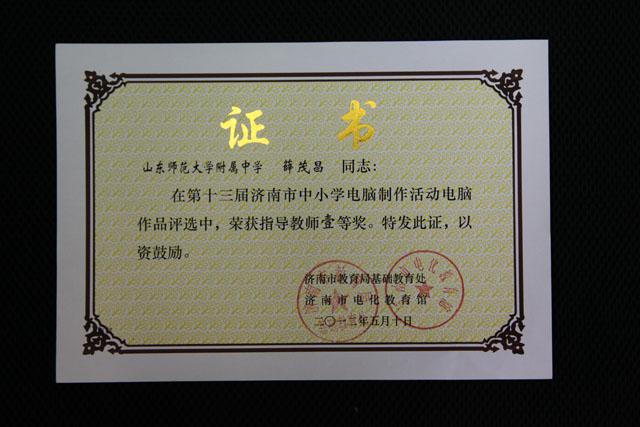 证 书
山东师范大学附属中学 薛茂昌 同志：
在第十三届济南市中小学电脑制作活动电脑
作品评选中，荣获指导教师壹等奖。特发此证，以
资鼓励。
济南市教育局基础教育处
济南市电化教育馆
二〇一三年五月十日